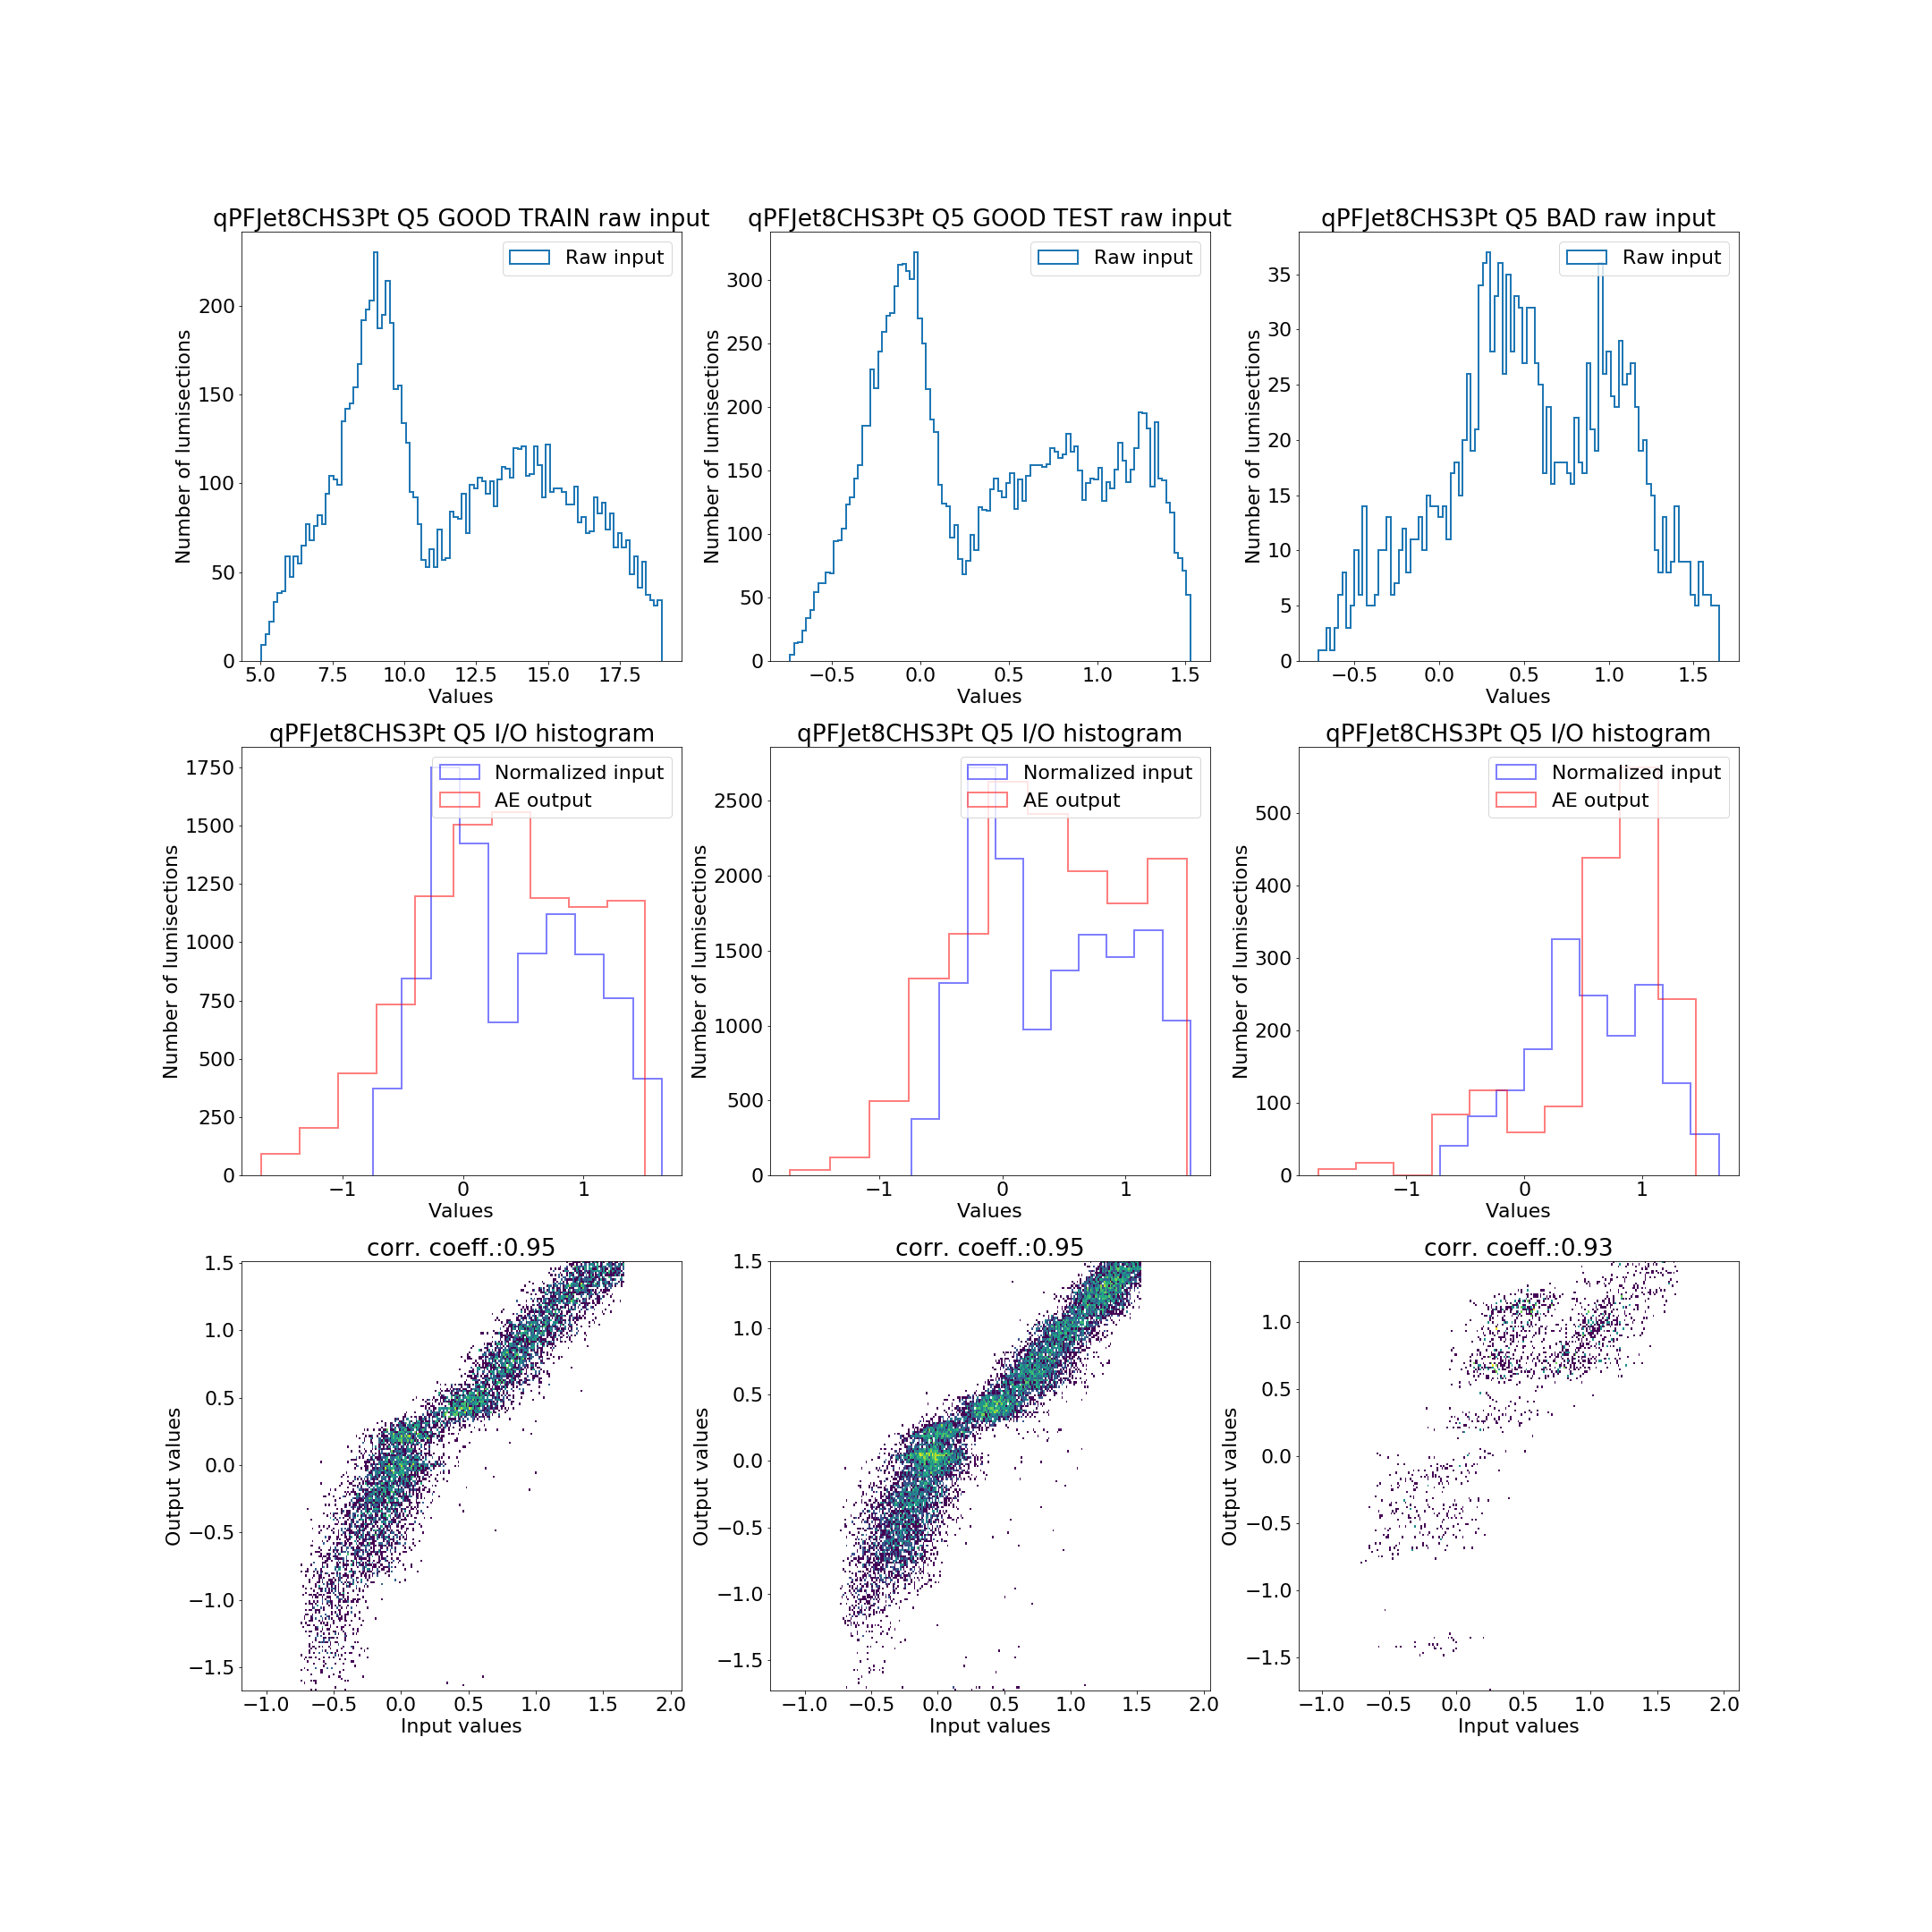 qPFJet8CHS3Pt Q5 GOOD TRAIN raw input
Raw input
Number of lumisections
0
50
100
150
200
5.0 7.5 10.0 12.5 15.0 17.5
Values
qPFJet8CHS3Pt Q5 GOOD TEST raw input
Raw input
Number of lumisections
0
50
100
150
200
250
300
−0.5 0.0 0.5 1.0 1.5
Values
qPFJet8CHS3Pt Q5 BAD raw input
Raw input
Number of lumisections
0
5
10
15
20
25
30
35
−0.5 0.0 0.5 1.0 1.5
Values
qPFJet8CHS3Pt Q5 I/O histogram
Normalized input
AE output
Number of lumisections
0
250
500
750
1000
1250
1500
1750
−1 0 1
Values
qPFJet8CHS3Pt Q5 I/O histogram
Normalized input
AE output
Number of lumisections
0
500
1000
1500
2000
2500
−1 0 1
Values
qPFJet8CHS3Pt Q5 I/O histogram
Normalized input
AE output
Number of lumisections
0
100
200
300
400
500
−1 0 1
Values
corr. coeff.:0.95
Output values
1.5
1.0
0.5
0.0
−0.5
−1.0
−1.5
−1.0 −0.5 0.0 0.5 1.0 1.5 2.0
Input values
corr. coeff.:0.95
Output values
1.5
1.0
0.5
0.0
−0.5
−1.0
−1.5
−1.0 −0.5 0.0 0.5 1.0 1.5 2.0
Input values
corr. coeff.:0.93
Output values
1.0
0.5
0.0
−0.5
−1.0
−1.5
−1.0 −0.5 0.0 0.5 1.0 1.5 2.0
Input values